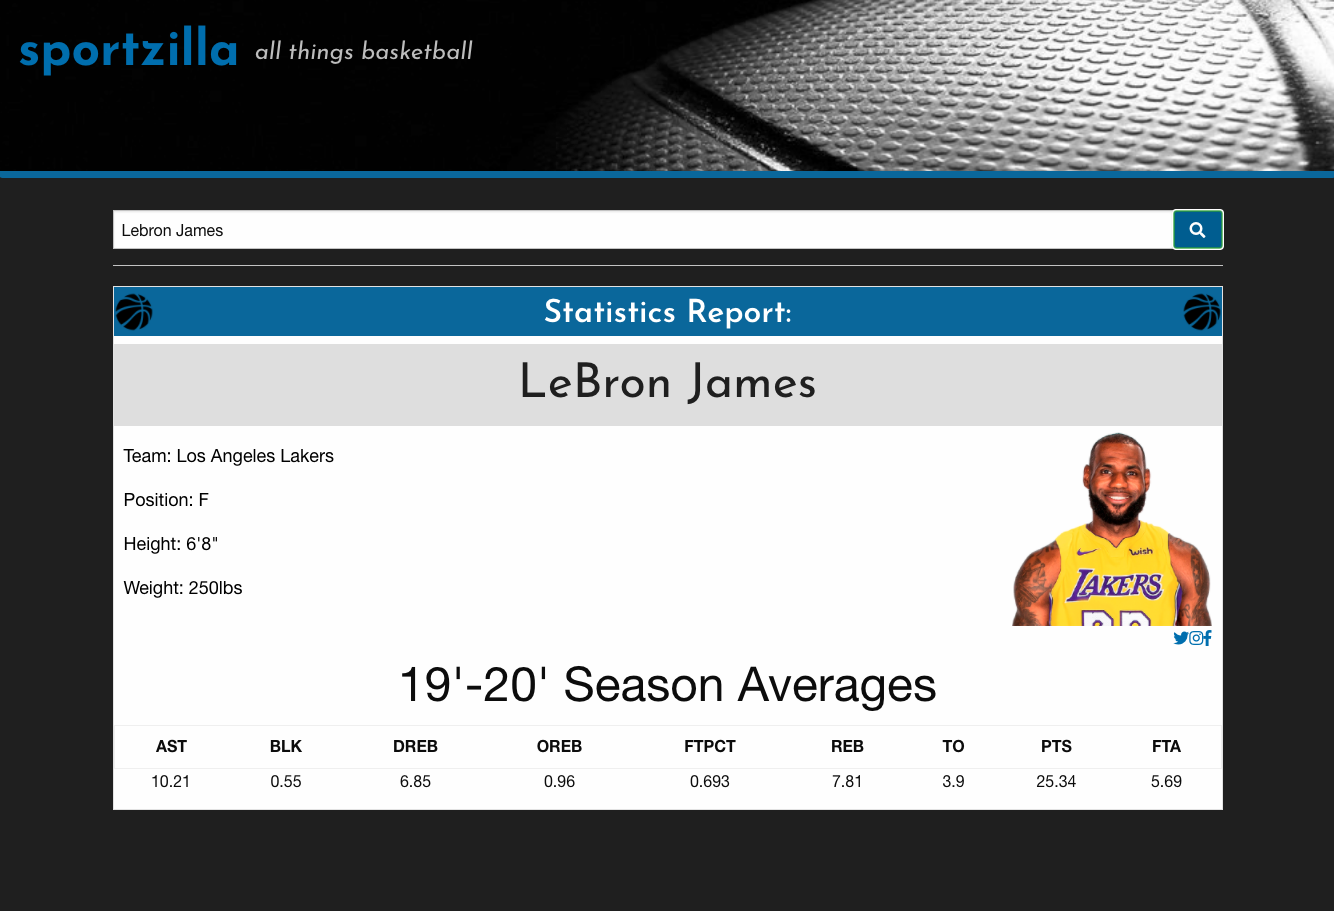 sportzilla all things basketball
Lebron James
Statistics Report:
LeBron James
Team: Los Angeles Lakers
Position: F
Height: 6'8"
Weight: 250lbs
wish
LAKERS
19'-20' Season Averages
AST BLK DREB OREB FTPCT REB TO PTS FTA
10.21 0.55 6.85 0.96 0.693 7.81 3.9 25.34 5.69